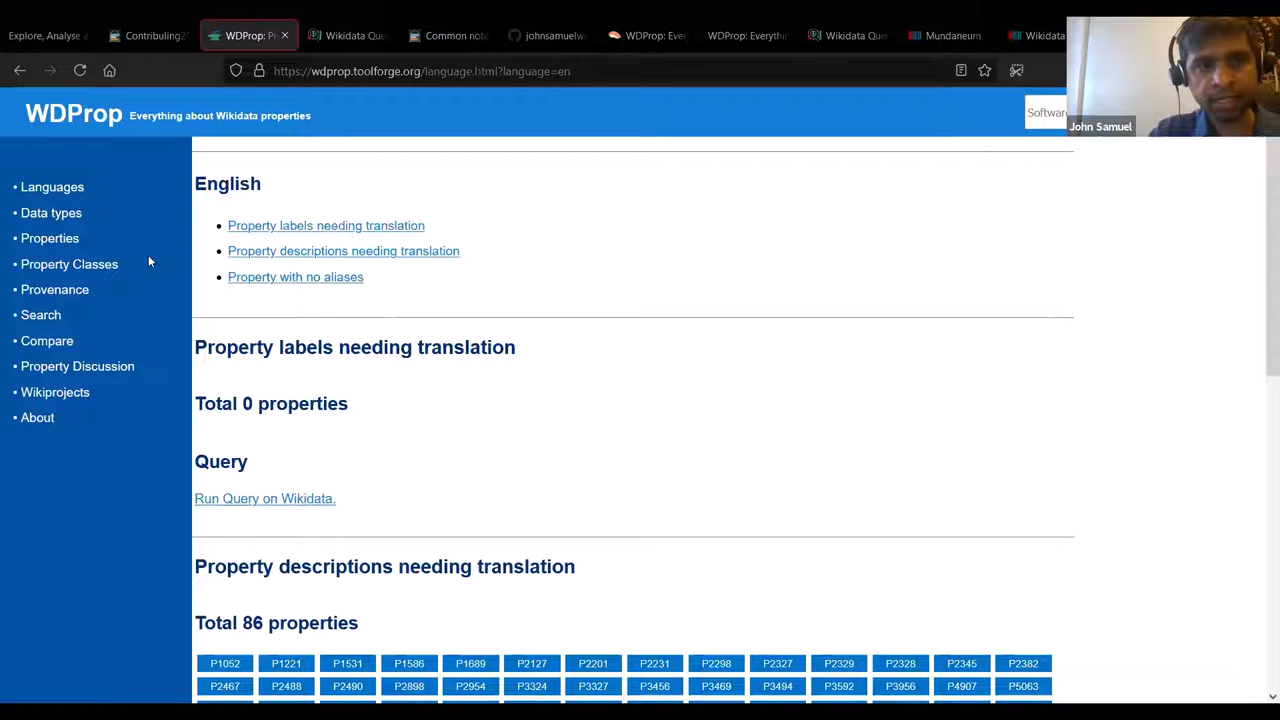 Explore, Analyse a
Contribuling2
WDProp: P
Wikidata Que
Common note
johnsamuelw
WDProp: Ever
WDProp: Everythi
Wikidata Que
Mundaneum
Wikidata
https://wdprop.toolforge.org/language.html?language=en
WDProp Everything about Wikidata properties
Softwar
John Samuel
• Languages
• Data types
• Properties
• Property Classes
• Provenance
• Search
• Compare
• Property Discussion
• Wikiprojects
• About
English
• Property labels needing translation
• Property descriptions needing translation
• Property with no aliases
Property labels needing translation
Total 0 properties
Query
Run Query on Wikidata.
Property descriptions needing translation
Total 86 properties
P1052 P1221 P1531 P1586 P1689 P2127 P2201 P2231 P2298 P2327 P2329 P2328 P2345 P2382
P2467 P2488 P2490 P2898 P2954 P3324 P3327 P3456 P3469 P3494 P3592 P3956 P4907 P5063